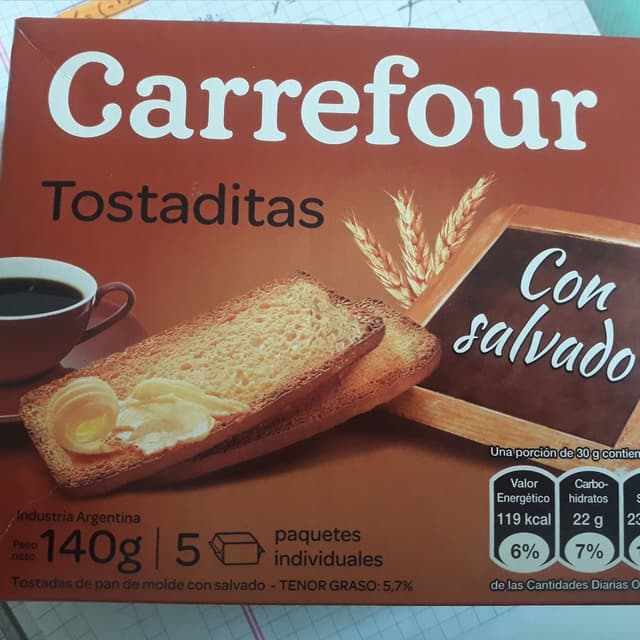 Carrefour
Tostaditas
Con
salvado
Una porción de 30 g
Valor
Energético
119 kcal
6%
Carbo-
hidratos
22 g
7%
de las Cantidades Diarias
Industria Argentina
Peso
neto
140g
5
paquetes
individuales
Tostadas de pan de molde con salvado - TENOR GRASO: 5,7%